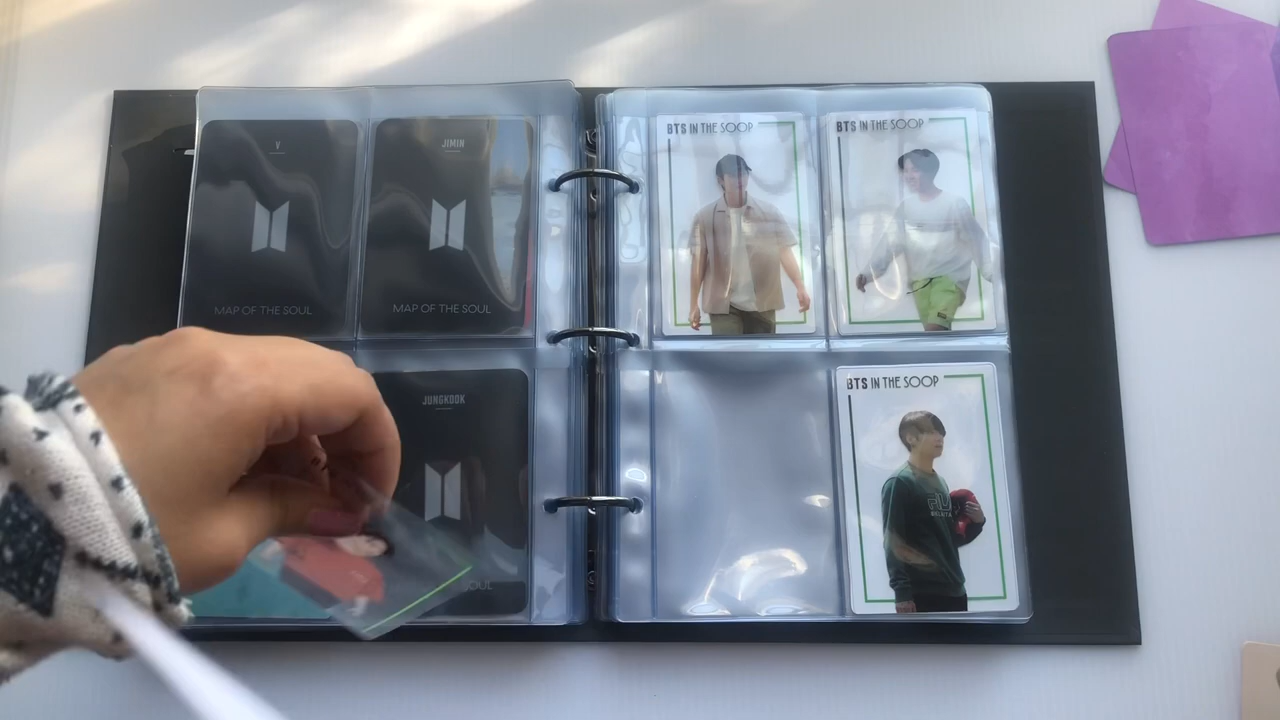 V
MAP OF THE SOUL
JIMIN
MAP OF THE SOUL
JUNGKOOK
SOUL
BTS IN THE SOOP
BTS IN THE SOOP
BTS IN THE SOOP